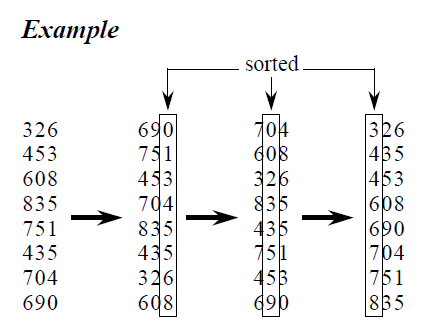 Example
sorted
326 690 704 326
453 751 608 435
608 453 326 453
835 704 835 608
751 835 435 690
435 435 751 704
704 326 453 751
690 608 690 835